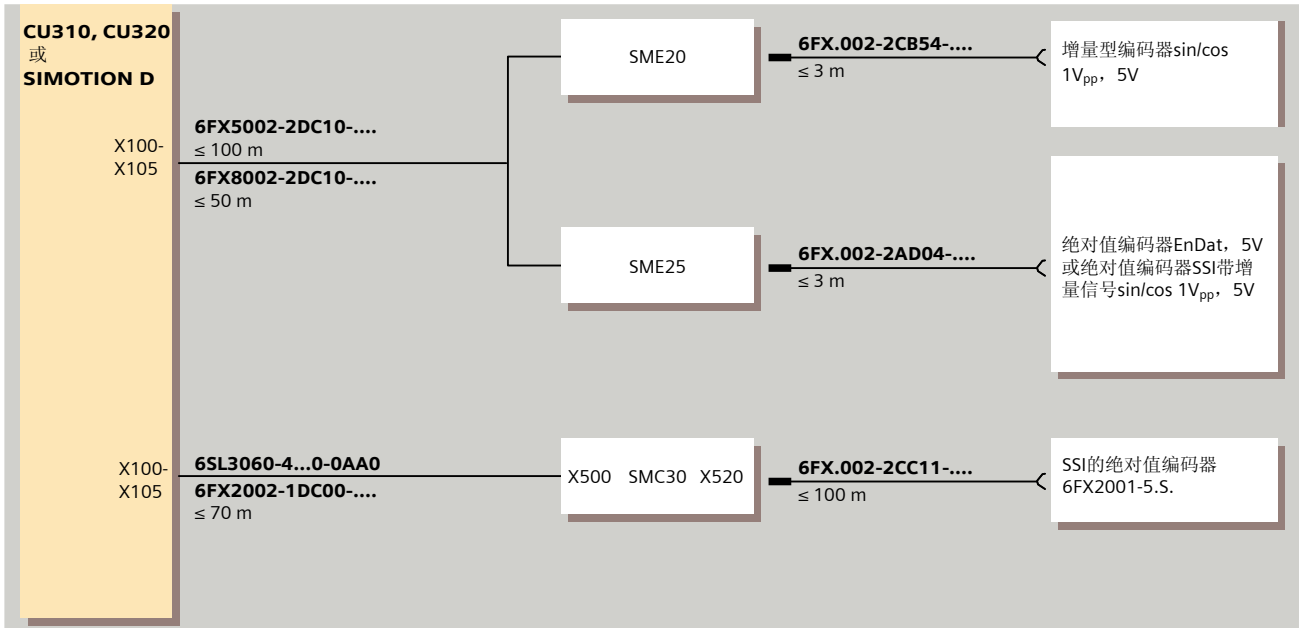 CU310, CU320
或
SIMOTION D
X100-
X105
6FX5002-2DC10-....
≤ 100 m
6FX8002-2DC10-....
≤ 50 m
SME20
6FX.002-2CB54-....
≤ 3 m
增量型编码器sin/cos
1Vpp，5V
SME25
6FX.002-2AD04-....
≤ 3 m
绝对值编码器EnDat，5V
或绝对值编码器SSI带增
量信号sin/cos 1Vpp，5V
X100-
X105
6SL3060-4...0-0AA0
6FX2002-1DC00-....
≤ 70 m
X500 SMC30 X520
6FX.002-2CC11-....
≤ 100 m
SSI的绝对值编码器
6FX2001-5.S.